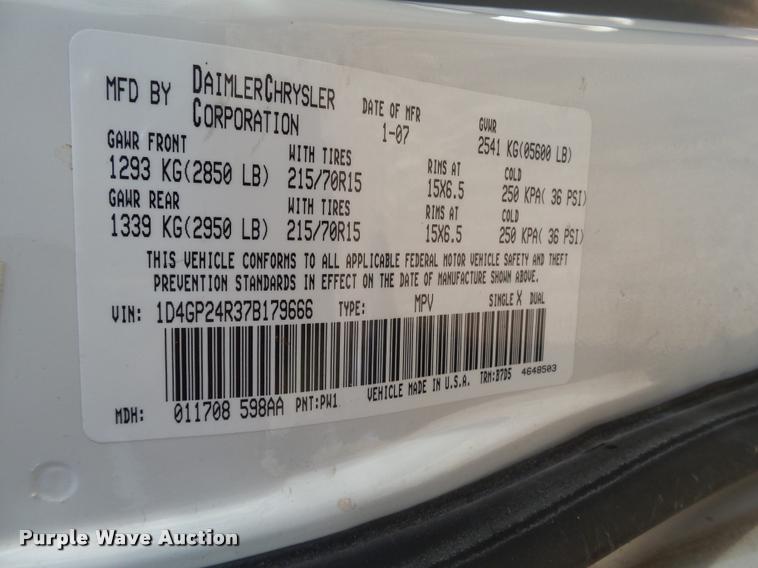 MFD BY DAIMLERCHRYSLER CORPORATION
DATE OF MFR 1-07
GVWR 2541 KG(05600 LB)
GAWR FRONT WITH TIRES RIMS AT COLD
1293 KG(2850 LB) 215/70R15 15X6.5 250 KPA( 36 PSI)
GAWR REAR WITH TIRES RIMS AT COLD
1339 KG(2950 LB) 215/70R15 15X6.5 250 KPA( 36 PSI)
THIS VEHICLE CONFORMS TO ALL APPLICABLE FEDERAL MOTOR VEHICLE SAFETY AND THEFT
PREVENTION STANDARDS IN EFFECT ON THE DATE OF MANUFACTURE SHOWN ABOVE.
VIN: 1D4GP24R37B179666 TYPE: MPV SINGLE X DUAL
MDH: 011708 598AA PNT:PW1 VEHICLE MADE IN U.S.A. TRM:B7D5 4648503
Purple Wave Auction